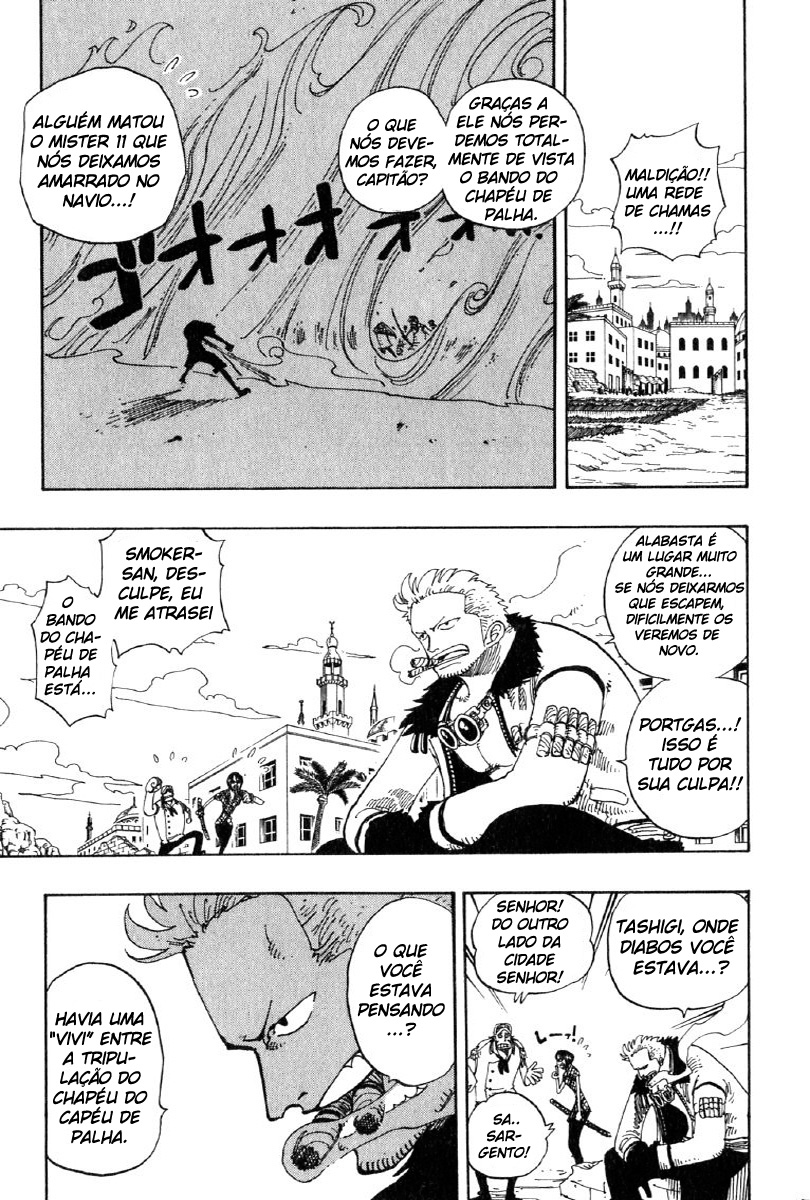 MALDIÇÃO!!
UMA REDE
DE CHAMAS
...!!
GRAÇAS A
ELE NÓS PER-
DEMOS TOTAL-
MENTE DE VISTA
O BANDO DO
CHAPÉU DE
PALHA.
O QUE
NÓS DEVE-
MOS FAZER,
CAPITÃO?
ALGUÉM MATOU
O MISTER 11 QUE
NÓS DEIXAMOS
AMARRADO NO
NAVIO...!
ゴオオオオオ...
ALABASTA É
UM LUGAR MUITO
GRANDE...
SE NÓS DEIXARMOS
QUE ESCAPEM,
DIFICILMENTE OS
VEREMOS DE
NOVO.
PORTGAS...!
ISSO É
TUDO POR
SUA CULPA!!
SMOKER-
SAN, DES-
CULPE, EU
ME ATRASEI
O
BANDO
DO CHA-
PÉU DE
PALHA
ESTÁ...
TASHIGI, ONDE
DIABOS VOCÊ
ESTAVA...?
SENHOR!
DO OUTRO
LADO DA
CIDADE
SENHOR!
じーっ!
SA..
SAR-
GENTO!
O QUE
VOCÊ
ESTAVA
PENSANDO
...?
HAVIA UMA
"VIVI" ENTRE
A TRIPU-
LAÇÃO DO
CHAPÉU DO
CAPÉU DE
PALHA.